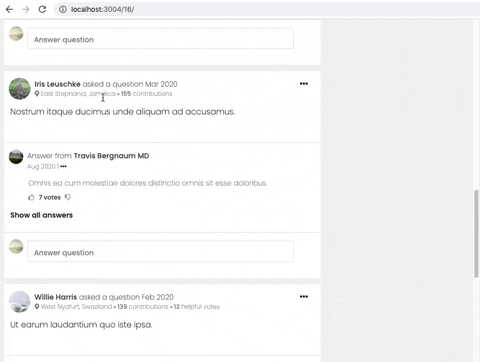 localhost:3004/16/
Answer question
Iris Leuschke asked a question Mar 2020
East Stephania, Jamaica • 155 contributions
Nostrum itaque ducimus unde aliquam ad accusamus.
Answer from Travis Bergnaum MD
Aug 2020 | •••
Omnis ea cum molestiae dolores distinctio omnis sit esse doloribus.
7 votes
Show all answers
Answer question
Willie Harris asked a question Feb 2020
West Nyafurt, Swaziland • 139 contributions • 12 helpful votes
Ut earum laudantium quo iste ipsa.